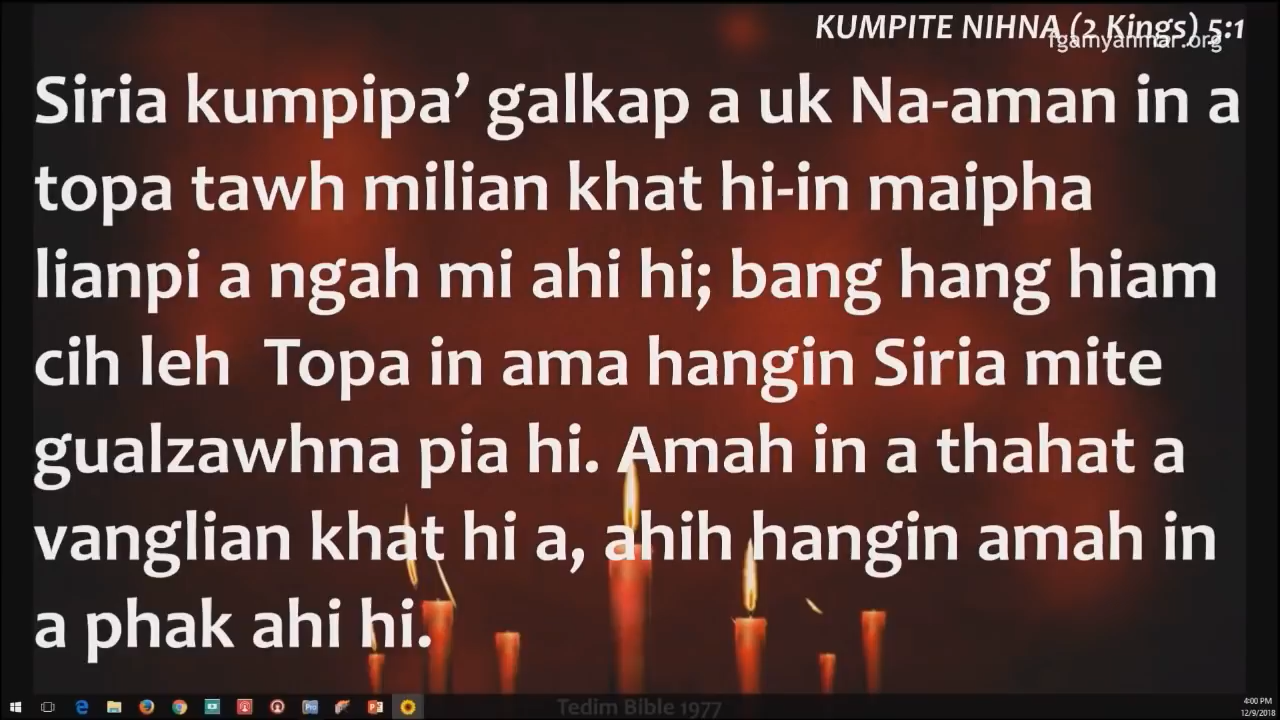 KUMPITE NIHNA (2 Kings) 5:1
fgamyanmar.org
Siria kumpipa’ galkap a uk Na-aman in a
topa tawh milian khat hi-in maipha
lianpi a ngah mi ahi hi; bang hang hiam
cih leh Topa in ama hangin Siria mite
gualzawhna pia hi. Amah in a thahat a
vanglian khat hi a, ahih hangin amah in
a phak ahi hi.
Tedim Bible 1977
4:00 PM
12/9/2018